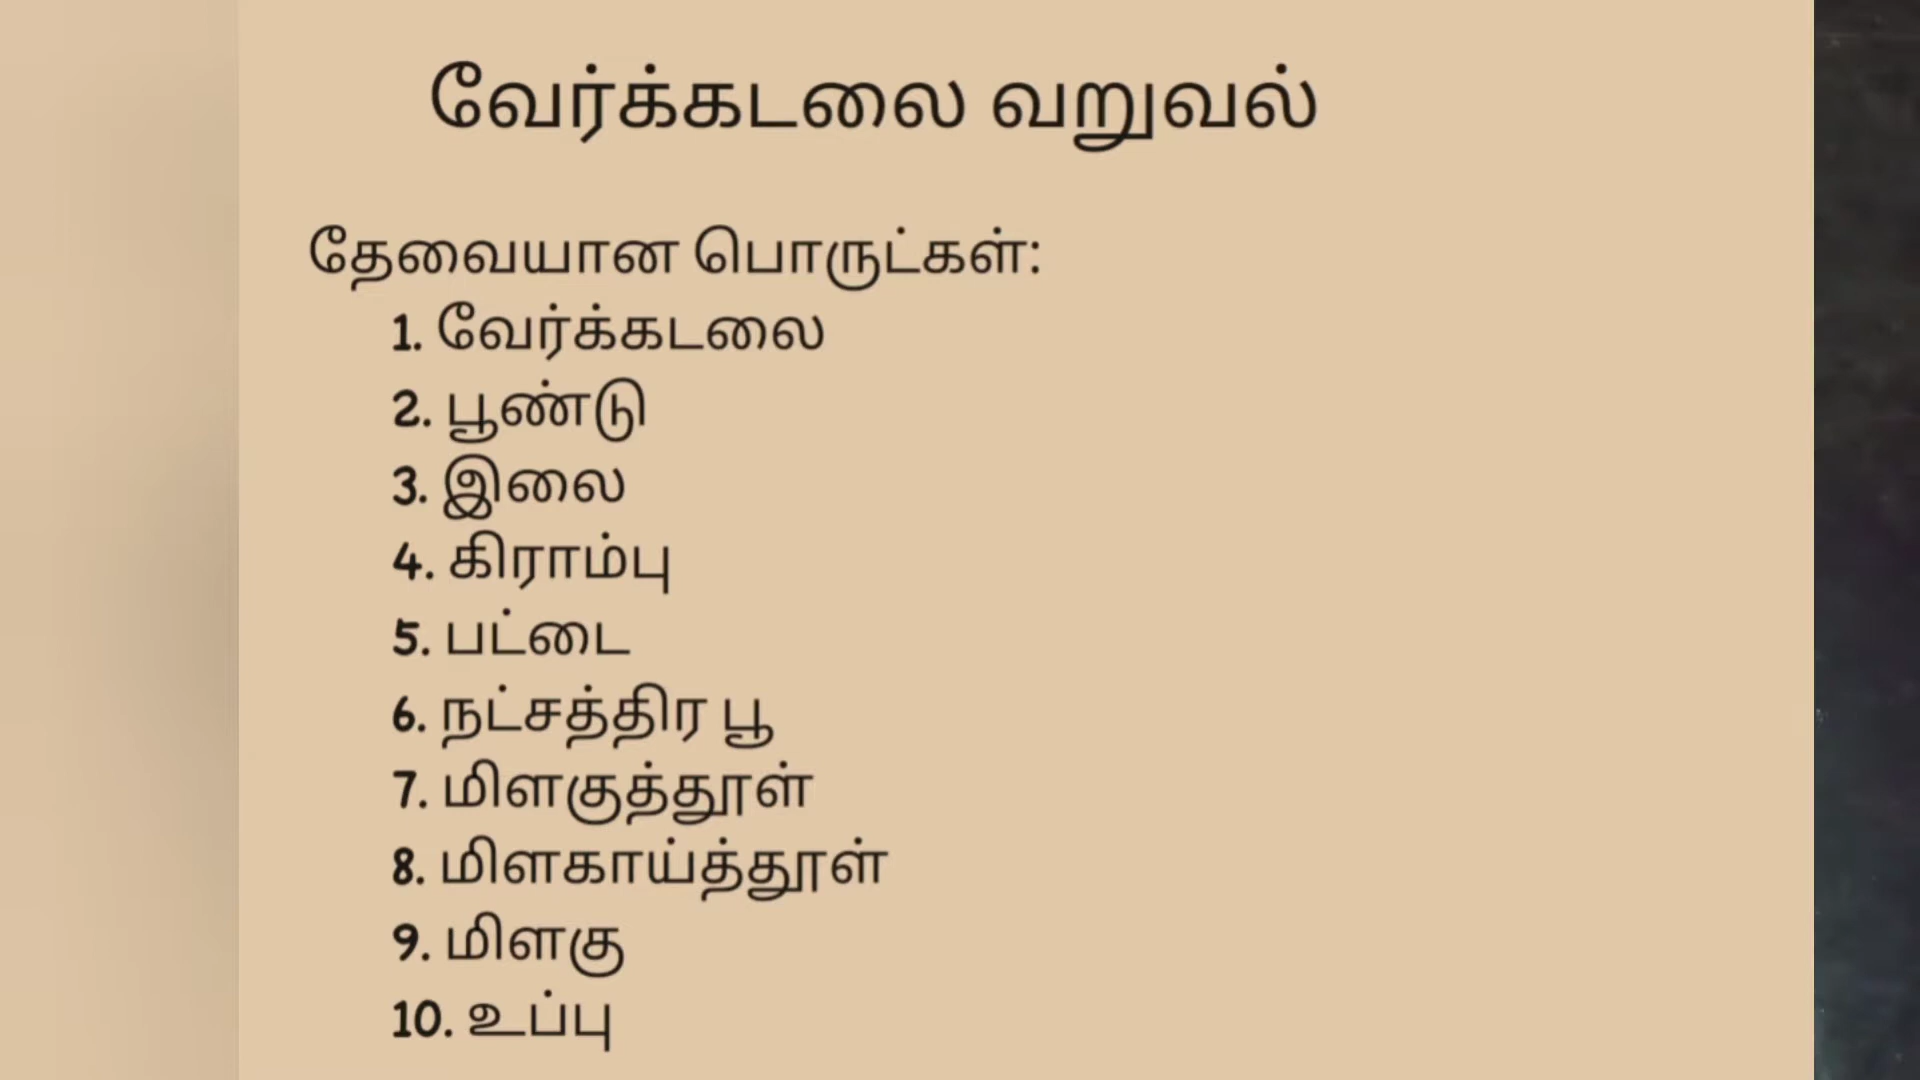 வேர்க்கடலை வறுவல்
தேவையான பொருட்கள்:
1. வேர்க்கடலை
2. பூண்டு
3. இலை
4. கிராம்பு
5. பட்டை
6. நட்சத்திர பூ
7. மிளகுத்தூள்
8. மிளகாய்த்தூள்
9. மிளகு
10. உப்பு